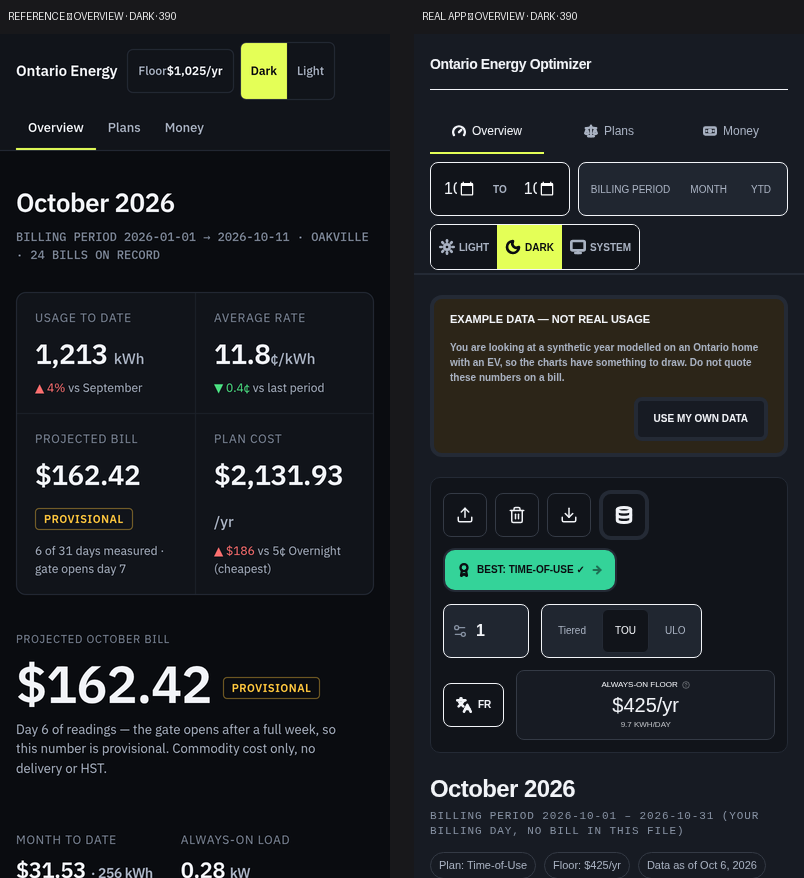 REFERENCE OVERVIEW · DARK · 390
Ontario Energy
Floor $1,025/yr
Dark
Light
Overview
Plans
Money
October 2026
BILLING PERIOD 2026-01-01 → 2026-10-11 · OAKVILLE
· 24 BILLS ON RECORD
USAGE TO DATE
1,213 kWh
▲ 4% vs September
AVERAGE RATE
11.8¢/kWh
▼ 0.4¢ vs last period
PROJECTED BILL
$162.42
PROVISIONAL
6 of 31 days measured ·
gate opens day 7
PLAN COST
$2,131.93
/yr
▲ $186 vs 5¢ Overnight
(cheapest)
PROJECTED OCTOBER BILL
$162.42 PROVISIONAL
Day 6 of readings — the gate opens after a full week, so
this number is provisional. Commodity cost only, no
delivery or HST.
MONTH TO DATE
$31.53 · 256 kWh
ALWAYS-ON LOAD
0.28 kW
REAL APP OVERVIEW · DARK · 390
Ontario Energy Optimizer
Overview
Plans
Money
TO
BILLING PERIOD
MONTH
YTD
LIGHT
DARK
SYSTEM
EXAMPLE DATA — NOT REAL USAGE
You are looking at a synthetic year modelled on an Ontario home
with an EV, so the charts have something to draw. Do not quote
these numbers on a bill.
USE MY OWN DATA
BEST: TIME-OF-USE ✓ →
1
Tiered
TOU
ULO
FR
ALWAYS-ON FLOOR
$425/yr
9.7 KWH/DAY
October 2026
BILLING PERIOD 2026-10-01 – 2026-10-31 (YOUR
BILLING DAY, NO BILL IN THIS FILE)
Plan: Time-of-Use
Floor: $425/yr
Data as of Oct 6, 2026